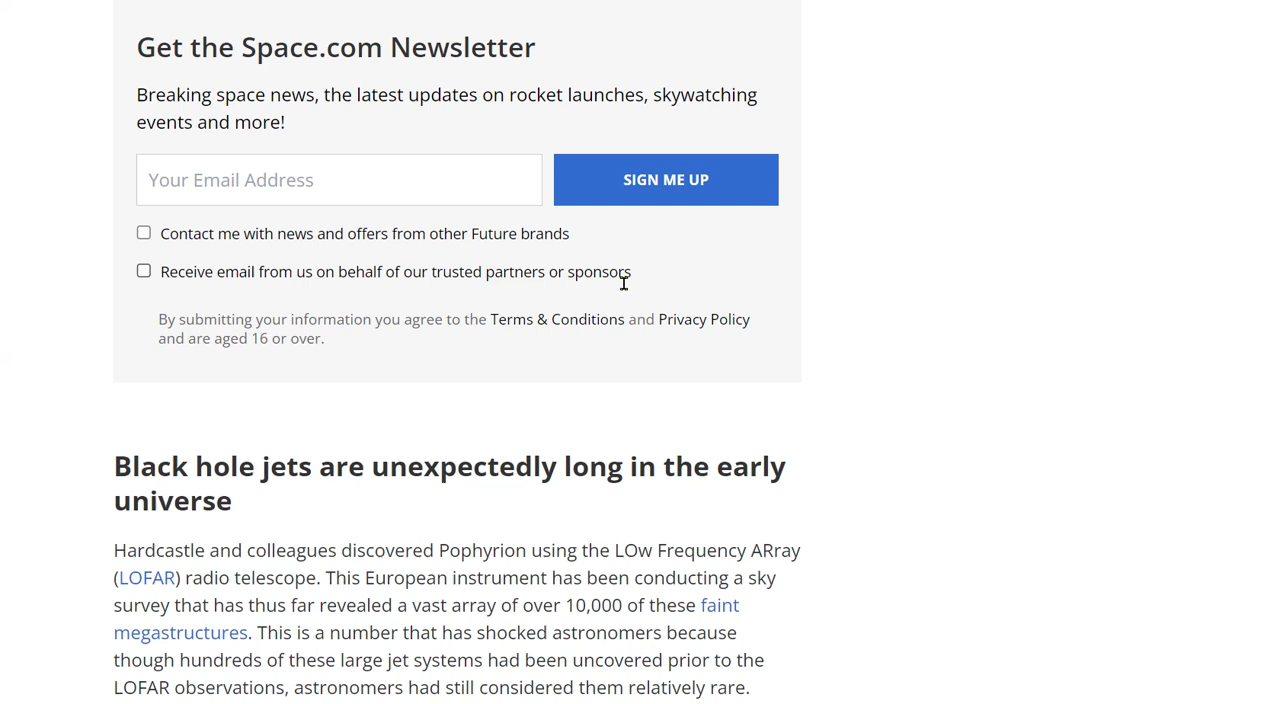 Get the Space.com Newsletter
Breaking space news, the latest updates on rocket launches, skywatching
events and more!
Your Email Address
SIGN ME UP
Contact me with news and offers from other Future brands
Receive email from us on behalf of our trusted partners or sponsors
By submitting your information you agree to the Terms & Conditions and Privacy Policy
and are aged 16 or over.
Black hole jets are unexpectedly long in the early
universe
Hardcastle and colleagues discovered Pophyrion using the LOw Frequency ARray
(LOFAR) radio telescope. This European instrument has been conducting a sky
survey that has thus far revealed a vast array of over 10,000 of these faint
megastructures. This is a number that has shocked astronomers because
though hundreds of these large jet systems had been uncovered prior to the
LOFAR observations, astronomers had still considered them relatively rare.